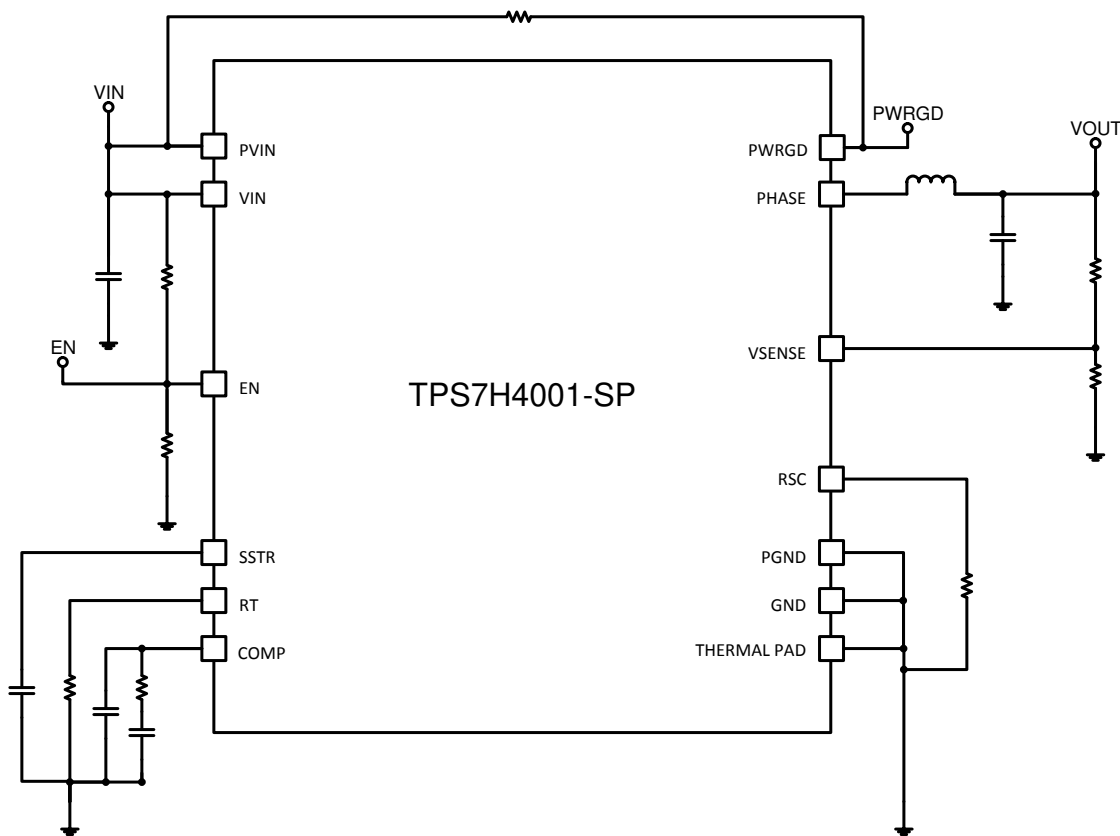 VIN
PWRGD
VOUT
PVIN
PWRGD
VIN
PHASE
EN
VSENSE
EN
TPS7H4001-SP
RSC
SSTR
PGND
RT
GND
COMP
THERMAL PAD